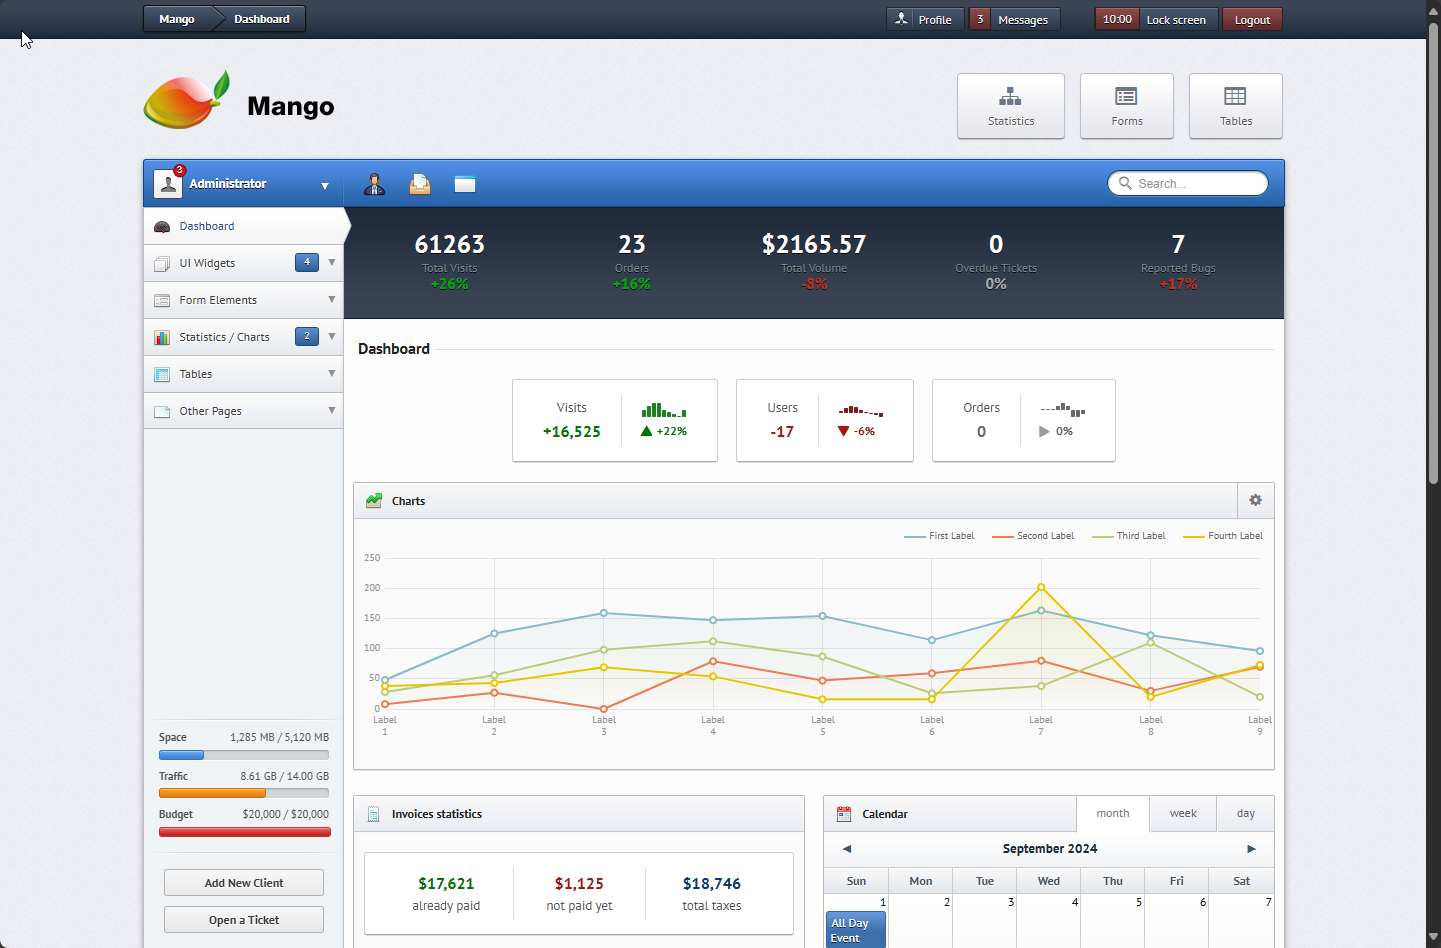 Mango
Dashboard
Profile
3
Messages
10:00
Lock screen
Logout
Mango
Statistics
Forms
Tables
3
Administrator
Search...
Dashboard
UI Widgets
4
Form Elements
Statistics / Charts
2
Tables
Other Pages
61263
Total Visits
+26%
23
Orders
+16%
$2165.57
Total Volume
-8%
0
Overdue Tickets
0%
7
Reported Bugs
+17%
Dashboard
Visits
+16,525
+22%
Users
-17
-6%
Orders
0
0%
Charts
First Label
Second Label
Third Label
Fourth Label
250
200
150
100
50
0
Label
1
Label
2
Label
3
Label
4
Label
5
Label
6
Label
7
Label
8
Label
9
Space
1,285 MB / 5,120 MB
Traffic
8.61 GB / 14.00 GB
Budget
$20,000 / $20,000
Add New Client
Open a Ticket
Invoices statistics
$17,621
already paid
$1,125
not paid yet
$18,746
total taxes
Calendar
month
week
day
September 2024
Sun Mon Tue Wed Thu Fri Sat
1 2 3 4 5 6 7
All Day
Event